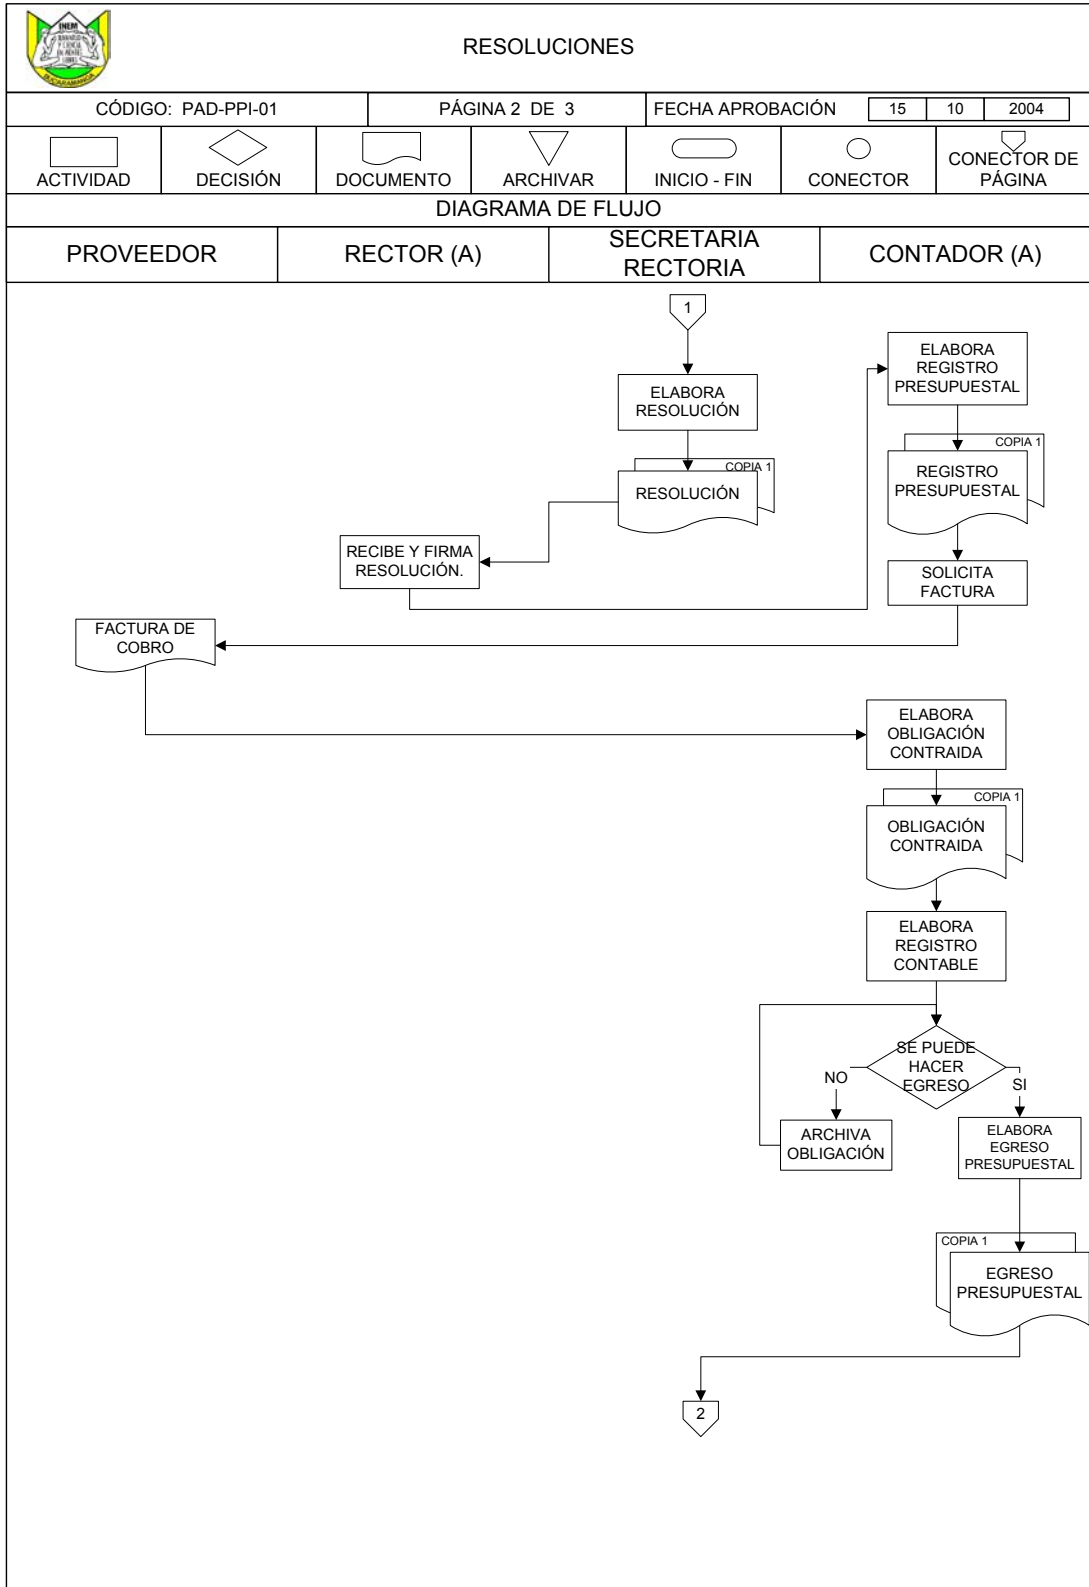 INEM
BUCARAMANGA
RESOLUCIONES
CÓDIGO: PAD-PPI-01
PÁGINA 2 DE 3
FECHA APROBACIÓN
15
10
2004
ACTIVIDAD
DECISIÓN
DOCUMENTO
ARCHIVAR
INICIO - FIN
CONECTOR
CONECTOR DE
PÁGINA
DIAGRAMA DE FLUJO
PROVEEDOR
RECTOR (A)
SECRETARIA
RECTORIA
CONTADOR (A)
1
ELABORA
RESOLUCIÓN
COPIA 1
RESOLUCIÓN
RECIBE Y FIRMA
RESOLUCIÓN.
ELABORA
REGISTRO
PRESUPUESTAL
COPIA 1
REGISTRO
PRESUPUESTAL
SOLICITA
FACTURA
FACTURA DE
COBRO
ELABORA
OBLIGACIÓN
CONTRAIDA
COPIA 1
OBLIGACIÓN
CONTRAIDA
ELABORA
REGISTRO
CONTABLE
SE PUEDE
HACER
EGRESO
NO
SI
ARCHIVA
OBLIGACIÓN
ELABORA
EGRESO
PRESUPUESTAL
COPIA 1
EGRESO
PRESUPUESTAL
2